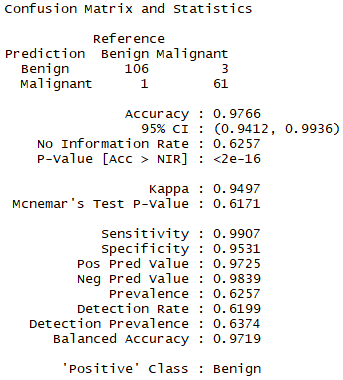 Confusion Matrix and Statistics
Reference
Prediction Benign Malignant
Benign 106 3
Malignant 1 61
Accuracy : 0.9766
95% CI : (0.9412, 0.9936)
No Information Rate : 0.6257
P-Value [Acc > NIR] : <2e-16
Kappa : 0.9497
Mcnemar's Test P-Value : 0.6171
Sensitivity : 0.9907
Specificity : 0.9531
Pos Pred Value : 0.9725
Neg Pred Value : 0.9839
Prevalence : 0.6257
Detection Rate : 0.6199
Detection Prevalence : 0.6374
Balanced Accuracy : 0.9719
'Positive' Class : Benign